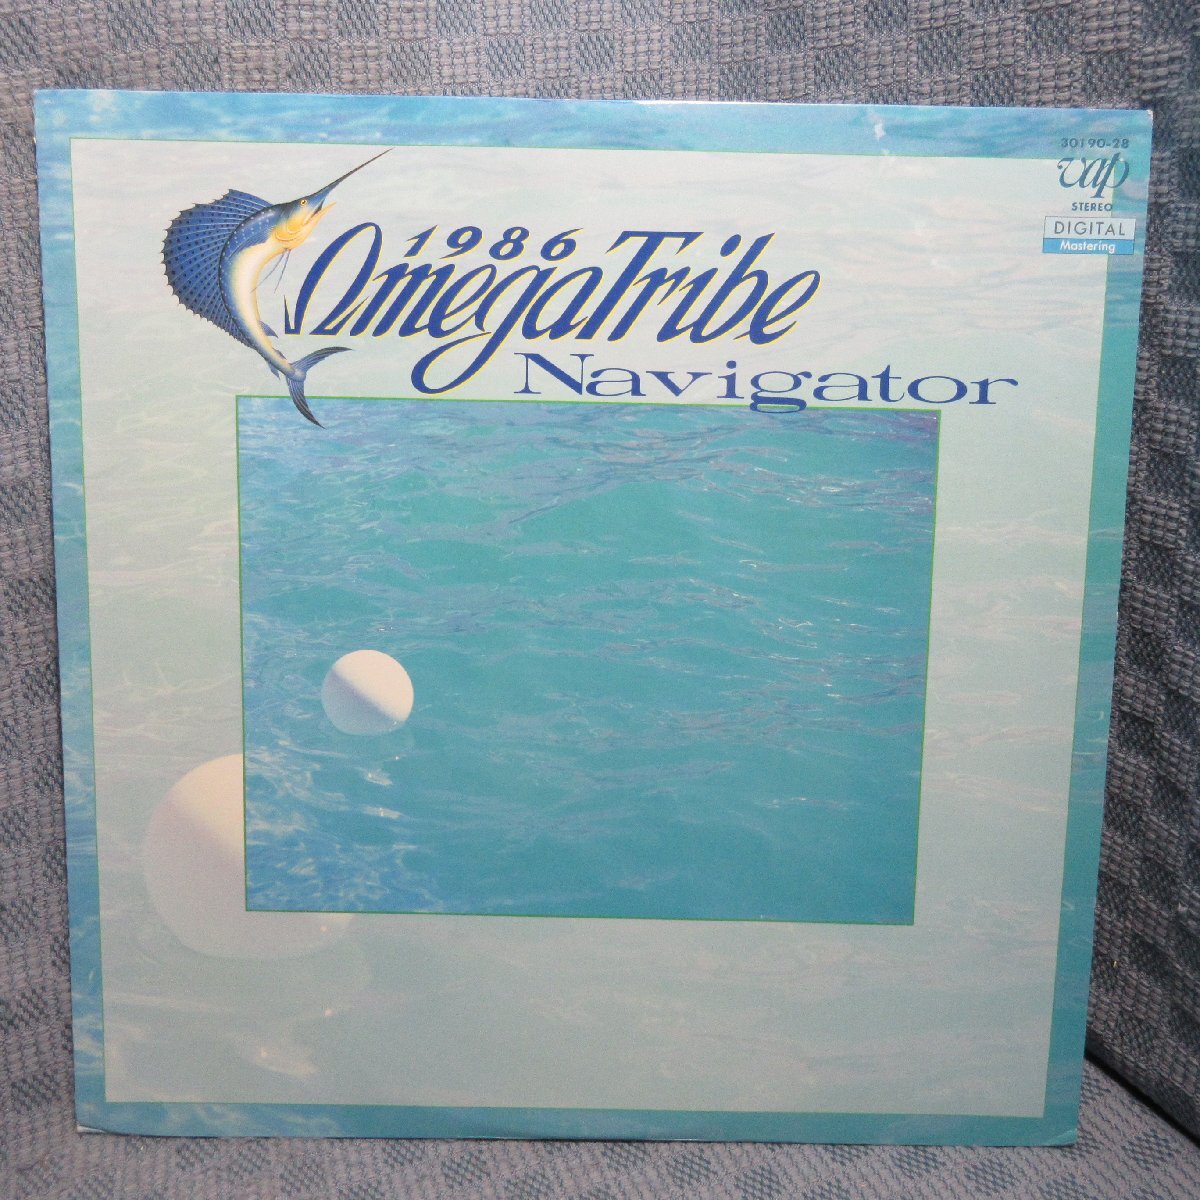 30190-28
vap
STEREO
DIGITAL
Mastering
1986
OmegaTribe
Navigator